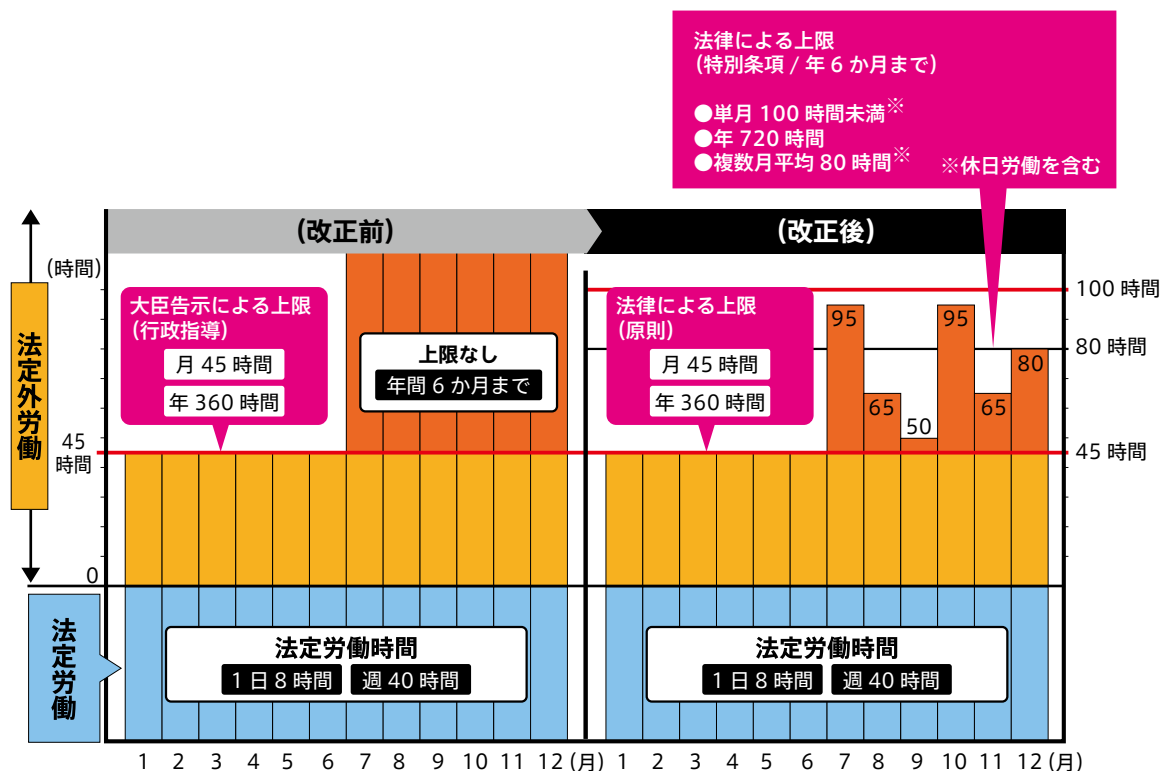 法律による上限
(特別条項 / 年 6 か月まで)
●単月 100 時間未満※
●年 720 時間
●複数月平均 80 時間※ ※休日労働を含む
(改正前)
(改正後)
(時間)
法定外労働
45
時間
0
法定労働
大臣告示による上限
(行政指導)
月 45 時間
年 360 時間
上限なし
年間 6 か月まで
法定労働時間
1 日 8 時間 週 40 時間
1 2 3 4 5 6 7 8 9 10 11 12 (月)
法律による上限
(原則)
月 45 時間
年 360 時間
95
65
50
95
65
80
100 時間
80 時間
45 時間
法定労働時間
1 日 8 時間 週 40 時間
1 2 3 4 5 6 7 8 9 10 11 12 (月)